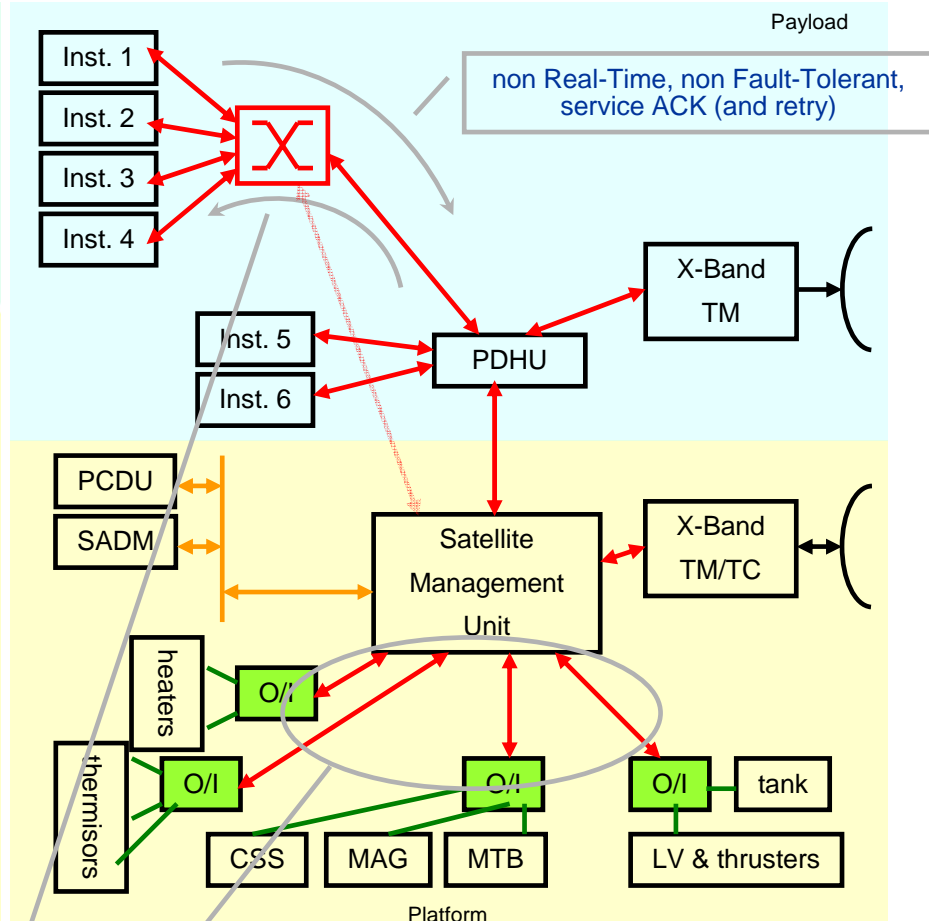 Payload
Inst. 1
non Real-Time, non Fault-Tolerant,
service ACK (and retry)
Inst. 2
Inst. 3
Inst. 4
X-Band
TM
Inst. 5
PDHU
Inst. 6
PCDU
SADM
Satellite
Management
Unit
X-Band
TM/TC
heaters
O/I
thermisors
O/I
O/I
O/I
tank
CSS
MAG
MTB
LV & thrusters
Platform